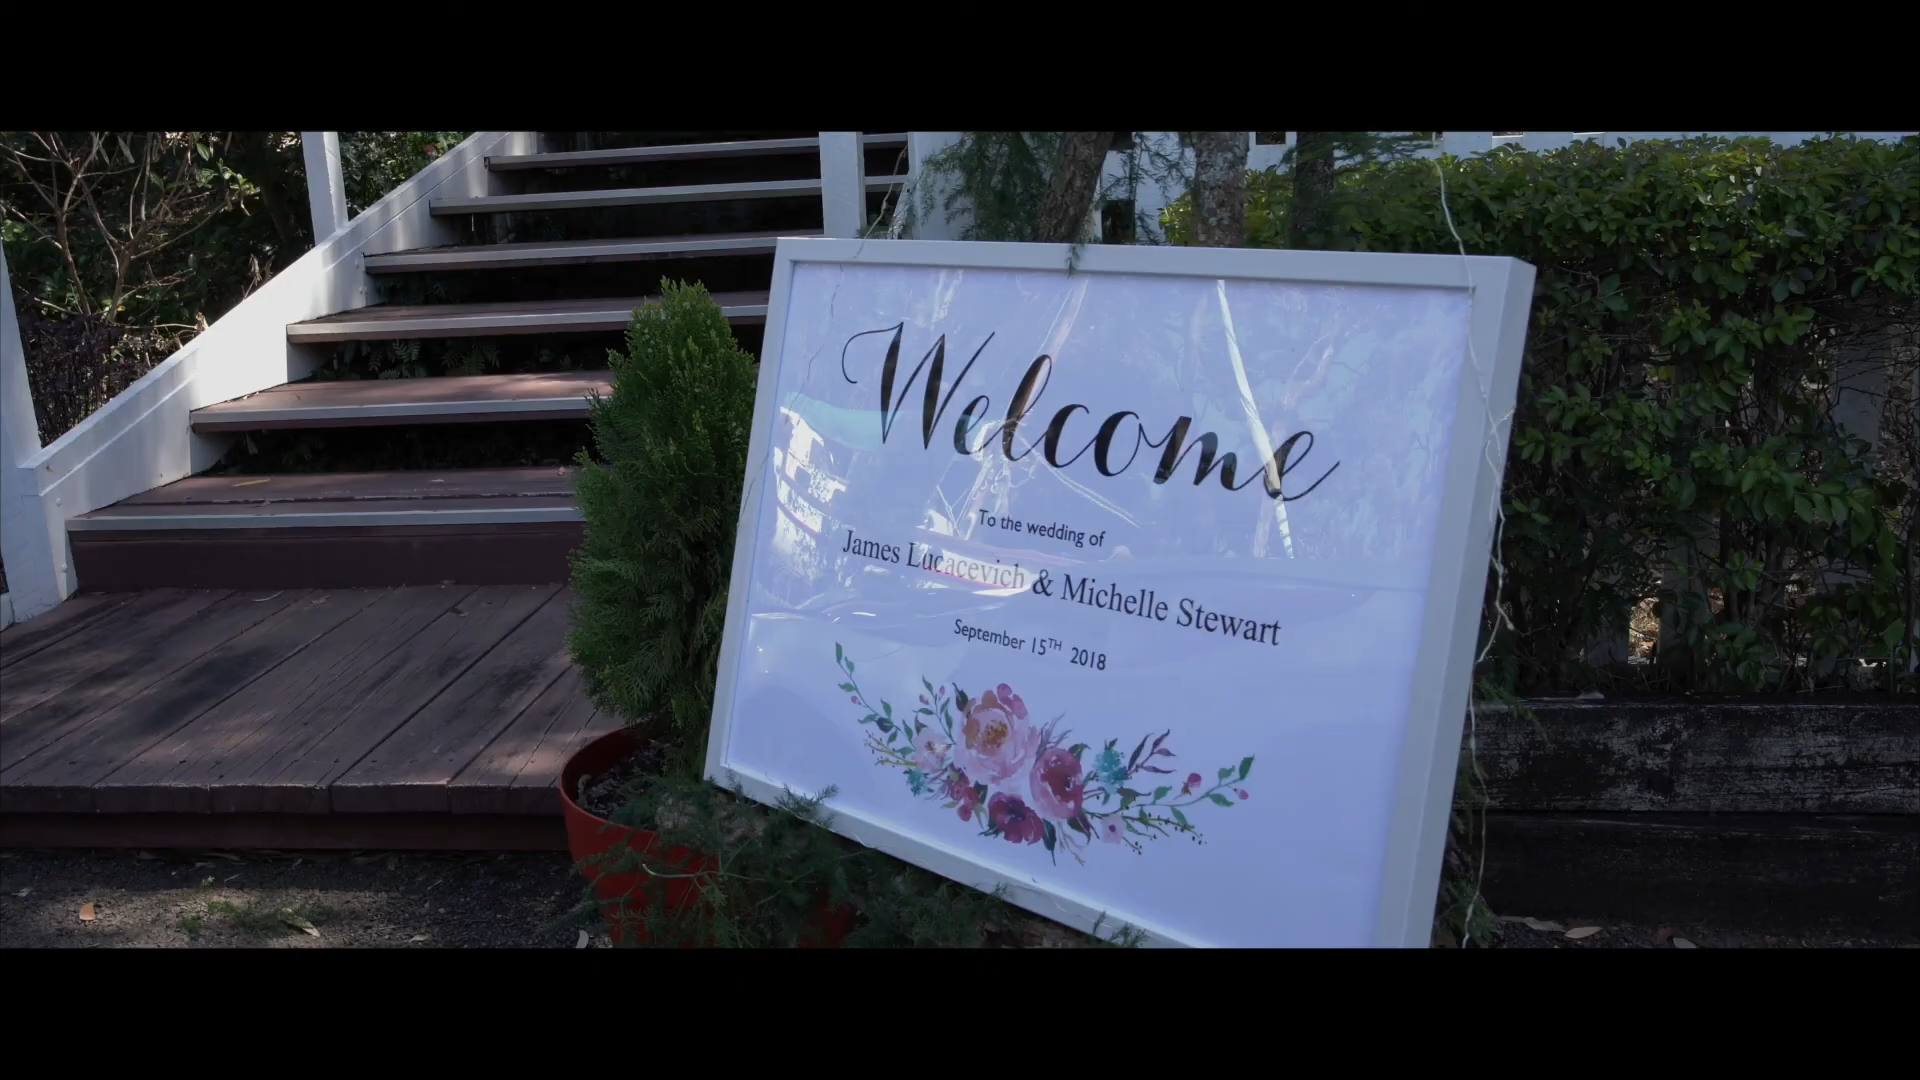 Welcome
To the wedding of
James Lucacevich & Michelle Stewart
September 15TH 2018